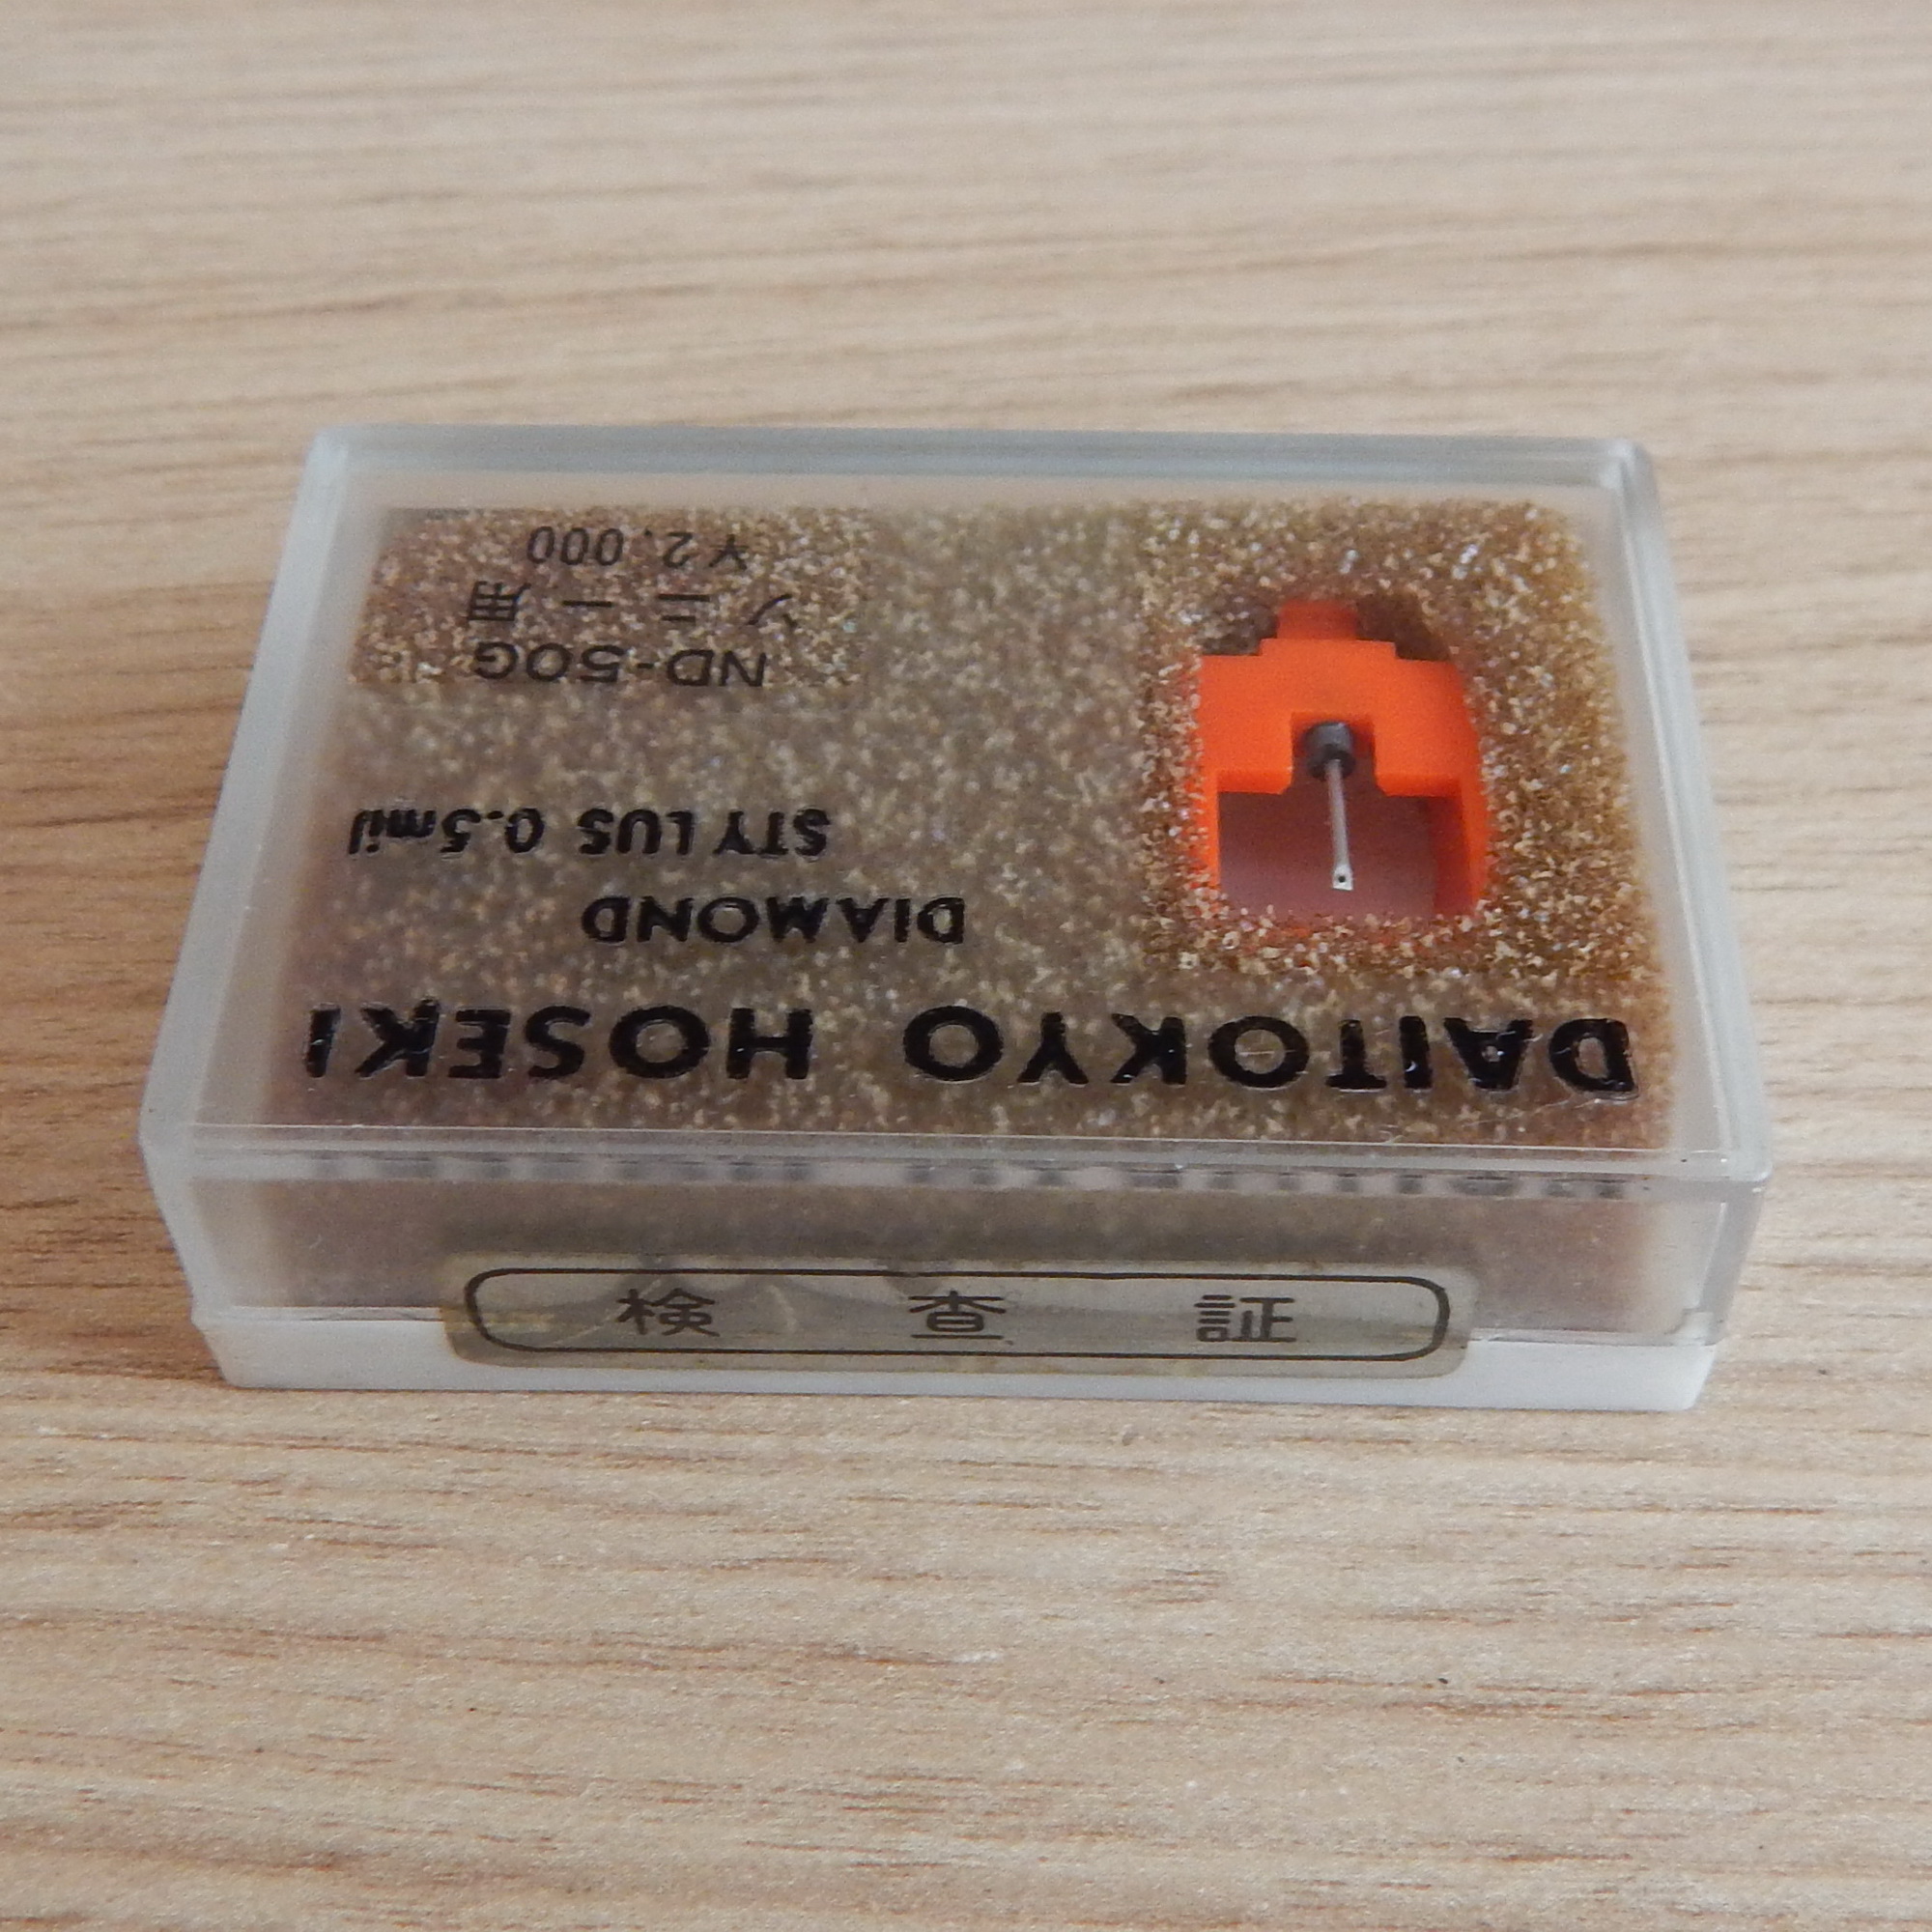 DAITOKYO HOSEKI
DIAMOND
STYLUS 0.5mil
ND-50G
ソニー用
¥2,000
検査証